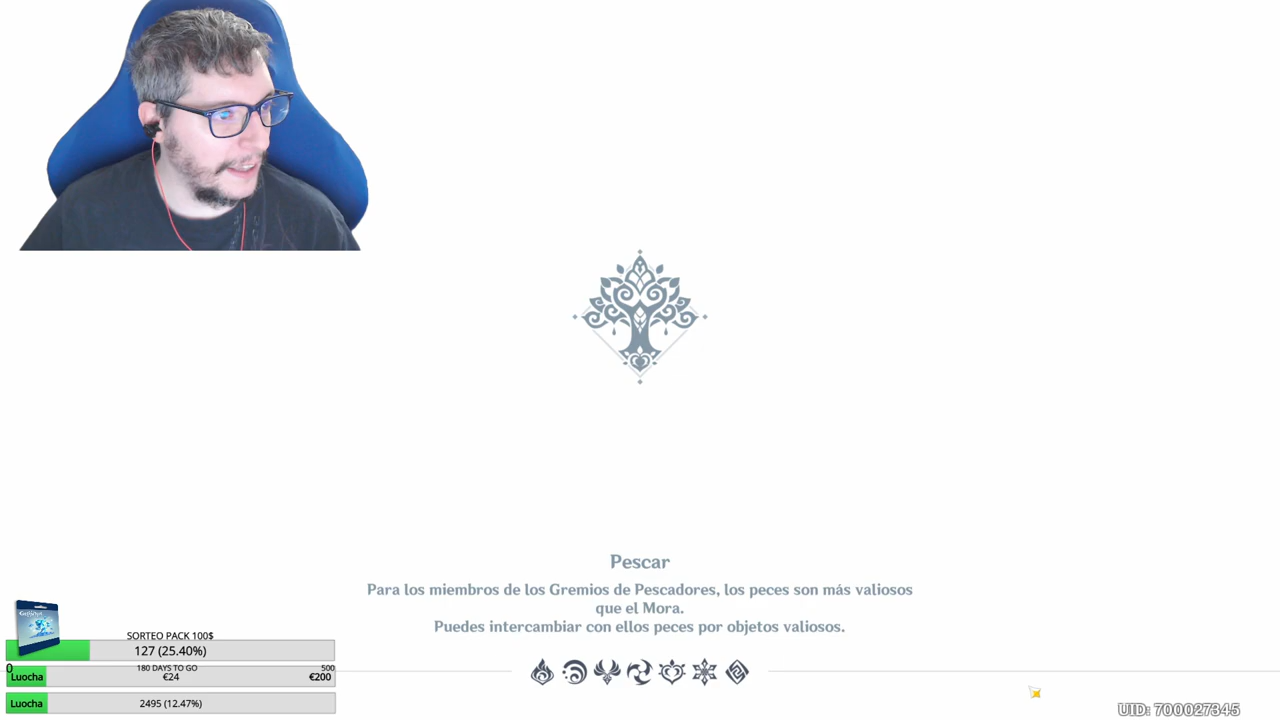 Pescar
Para los miembros de los Gremios de Pescadores, los peces son más valiosos
que el Mora.
Puedes intercambiar con ellos peces por objetos valiosos.
SORTEO PACK 100$
127 (25.40%)
0
500
180 DAYS TO GO
Luocha
€24
€200
Luocha
2495 (12.47%)
UID: 700027345